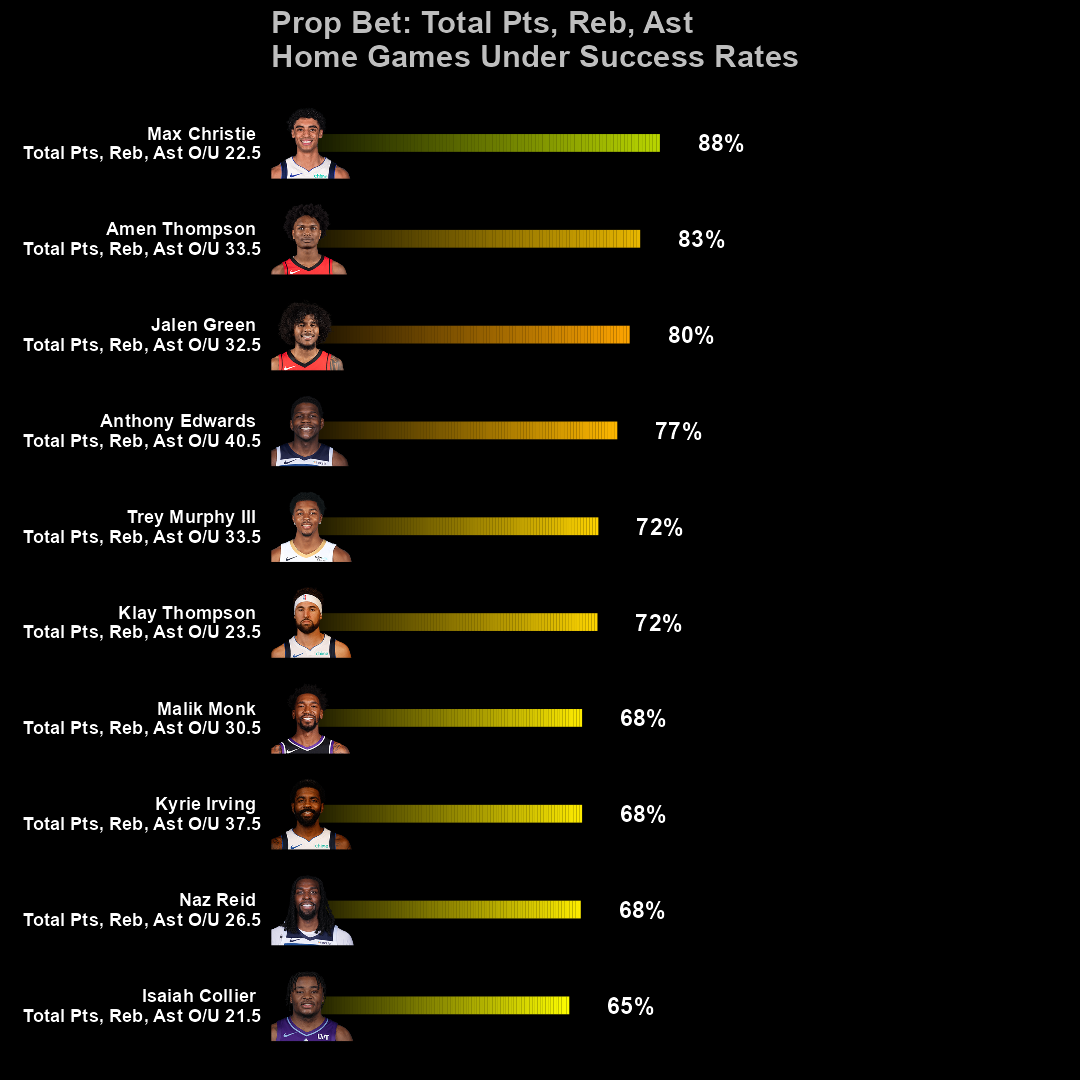 Prop Bet: Total Pts, Reb, Ast
Home Games Under Success Rates
Max Christie
Total Pts, Reb, Ast O/U 22.5
88%
Amen Thompson
Total Pts, Reb, Ast O/U 33.5
83%
Jalen Green
Total Pts, Reb, Ast O/U 32.5
80%
Anthony Edwards
Total Pts, Reb, Ast O/U 40.5
77%
Trey Murphy III
Total Pts, Reb, Ast O/U 33.5
72%
Klay Thompson
Total Pts, Reb, Ast O/U 23.5
72%
Malik Monk
Total Pts, Reb, Ast O/U 30.5
68%
Kyrie Irving
Total Pts, Reb, Ast O/U 37.5
68%
Naz Reid
Total Pts, Reb, Ast O/U 26.5
68%
Isaiah Collier
Total Pts, Reb, Ast O/U 21.5
65%